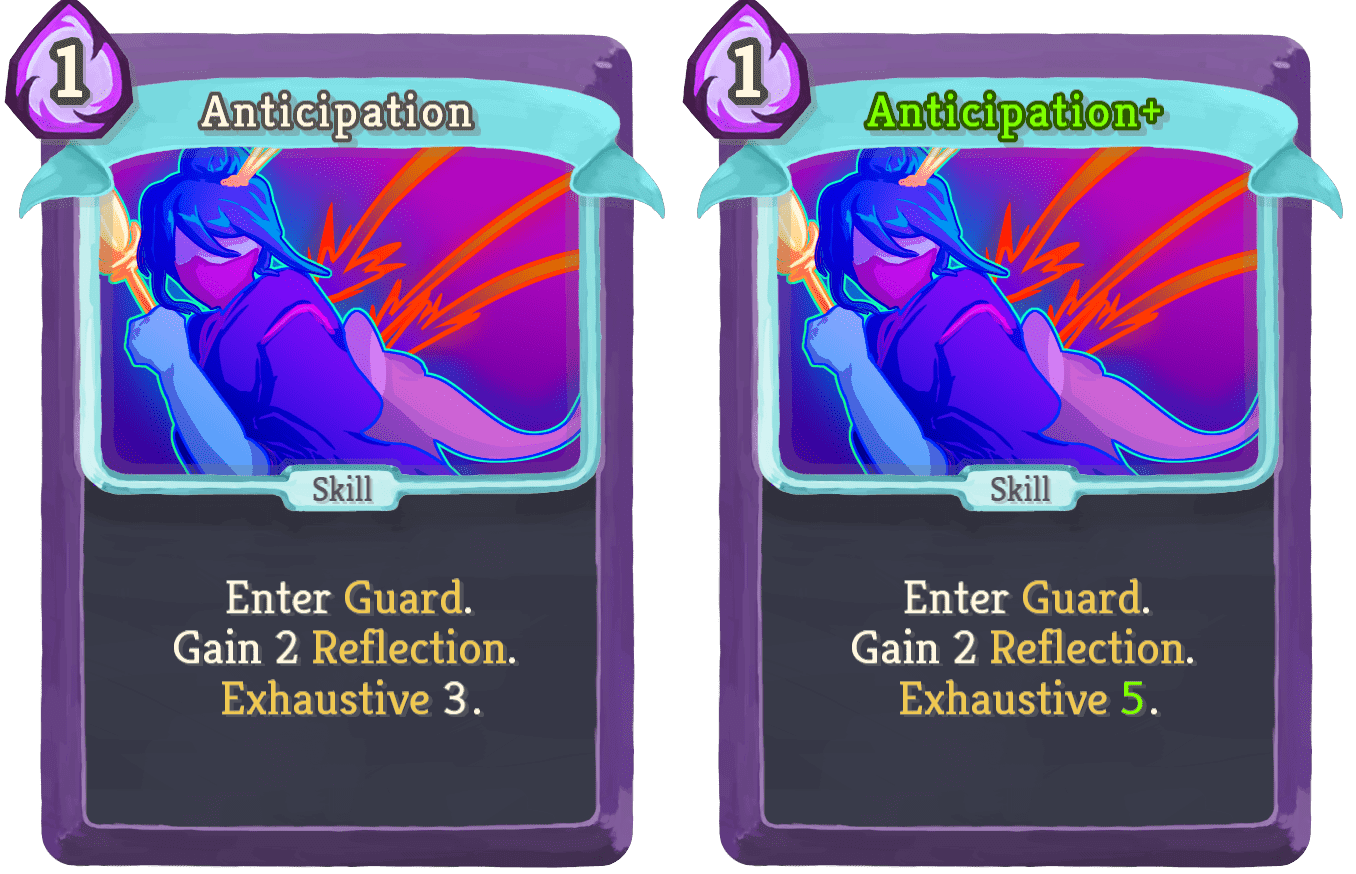 1
Anticipation
Skill
Enter Guard.
Gain 2 Reflection.
Exhaustive 3.
1
Anticipation+
Skill
Enter Guard.
Gain 2 Reflection.
Exhaustive 5.